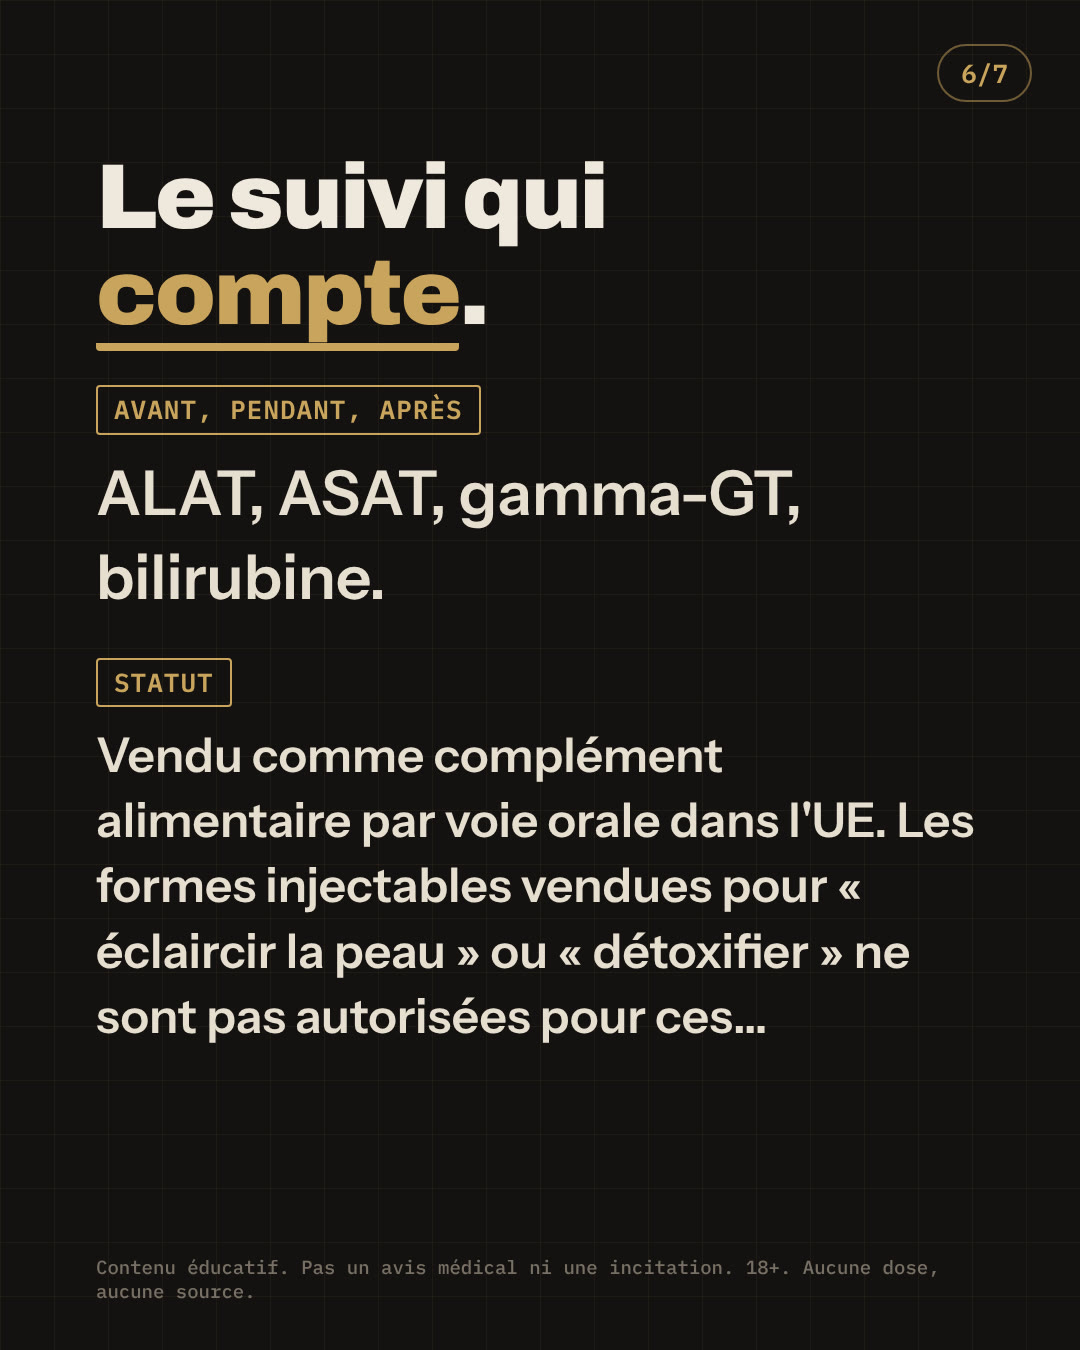 6/7
Le suivi qui
compte.
AVANT, PENDANT, APRÈS
ALAT, ASAT, gamma-GT,
bilirubine.
STATUT
Vendu comme complément
alimentaire par voie orale dans l'UE. Les
formes injectables vendues pour «
éclaircir la peau » ou « détoxifier » ne
sont pas autorisées pour ces...
Contenu éducatif. Pas un avis médical ni une incitation. 18+. Aucune dose,
aucune source.